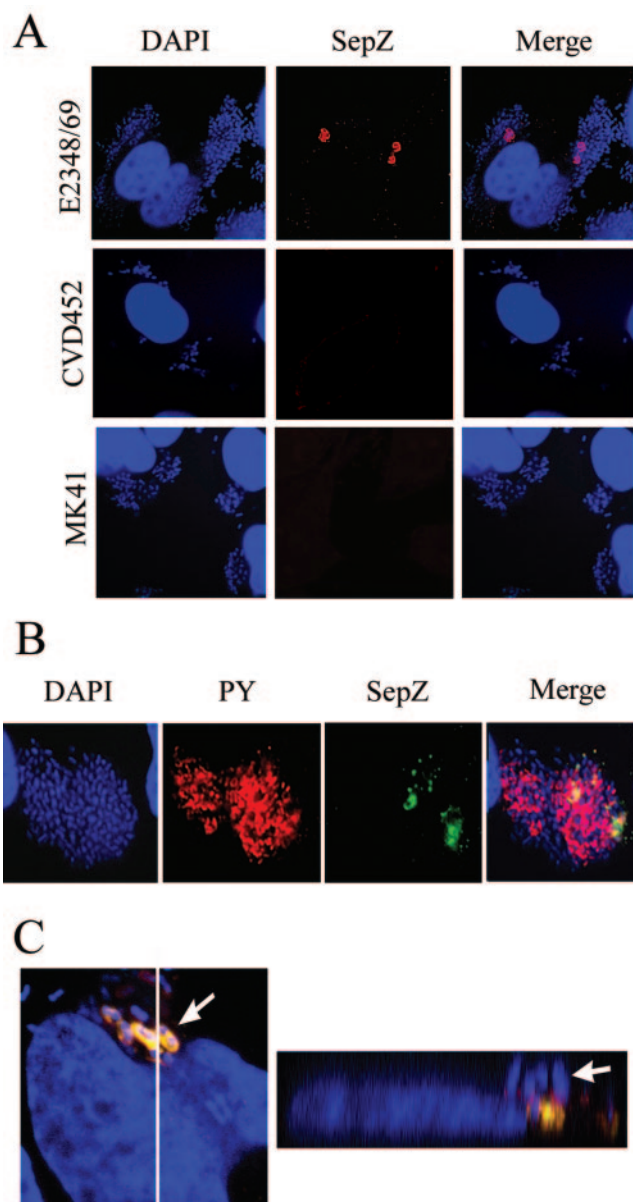 A
DAPI SepZ Merge
E2348/69
CVD452
MK41
B
DAPI PY SepZ Merge
C